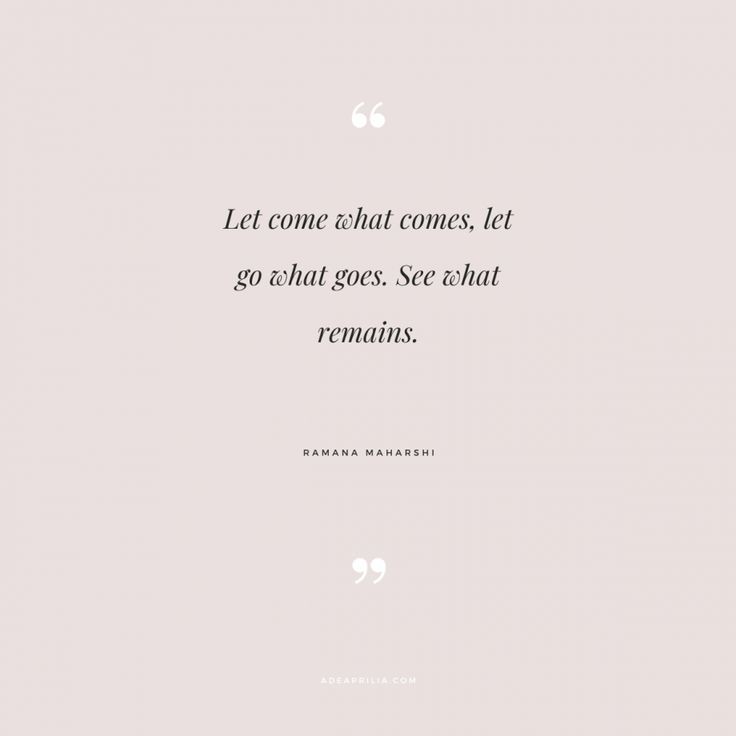 “
Let come what comes, let
go what goes. See what
remains.
RAMANA MAHARSHI
”
ADEAPRILIA.COM